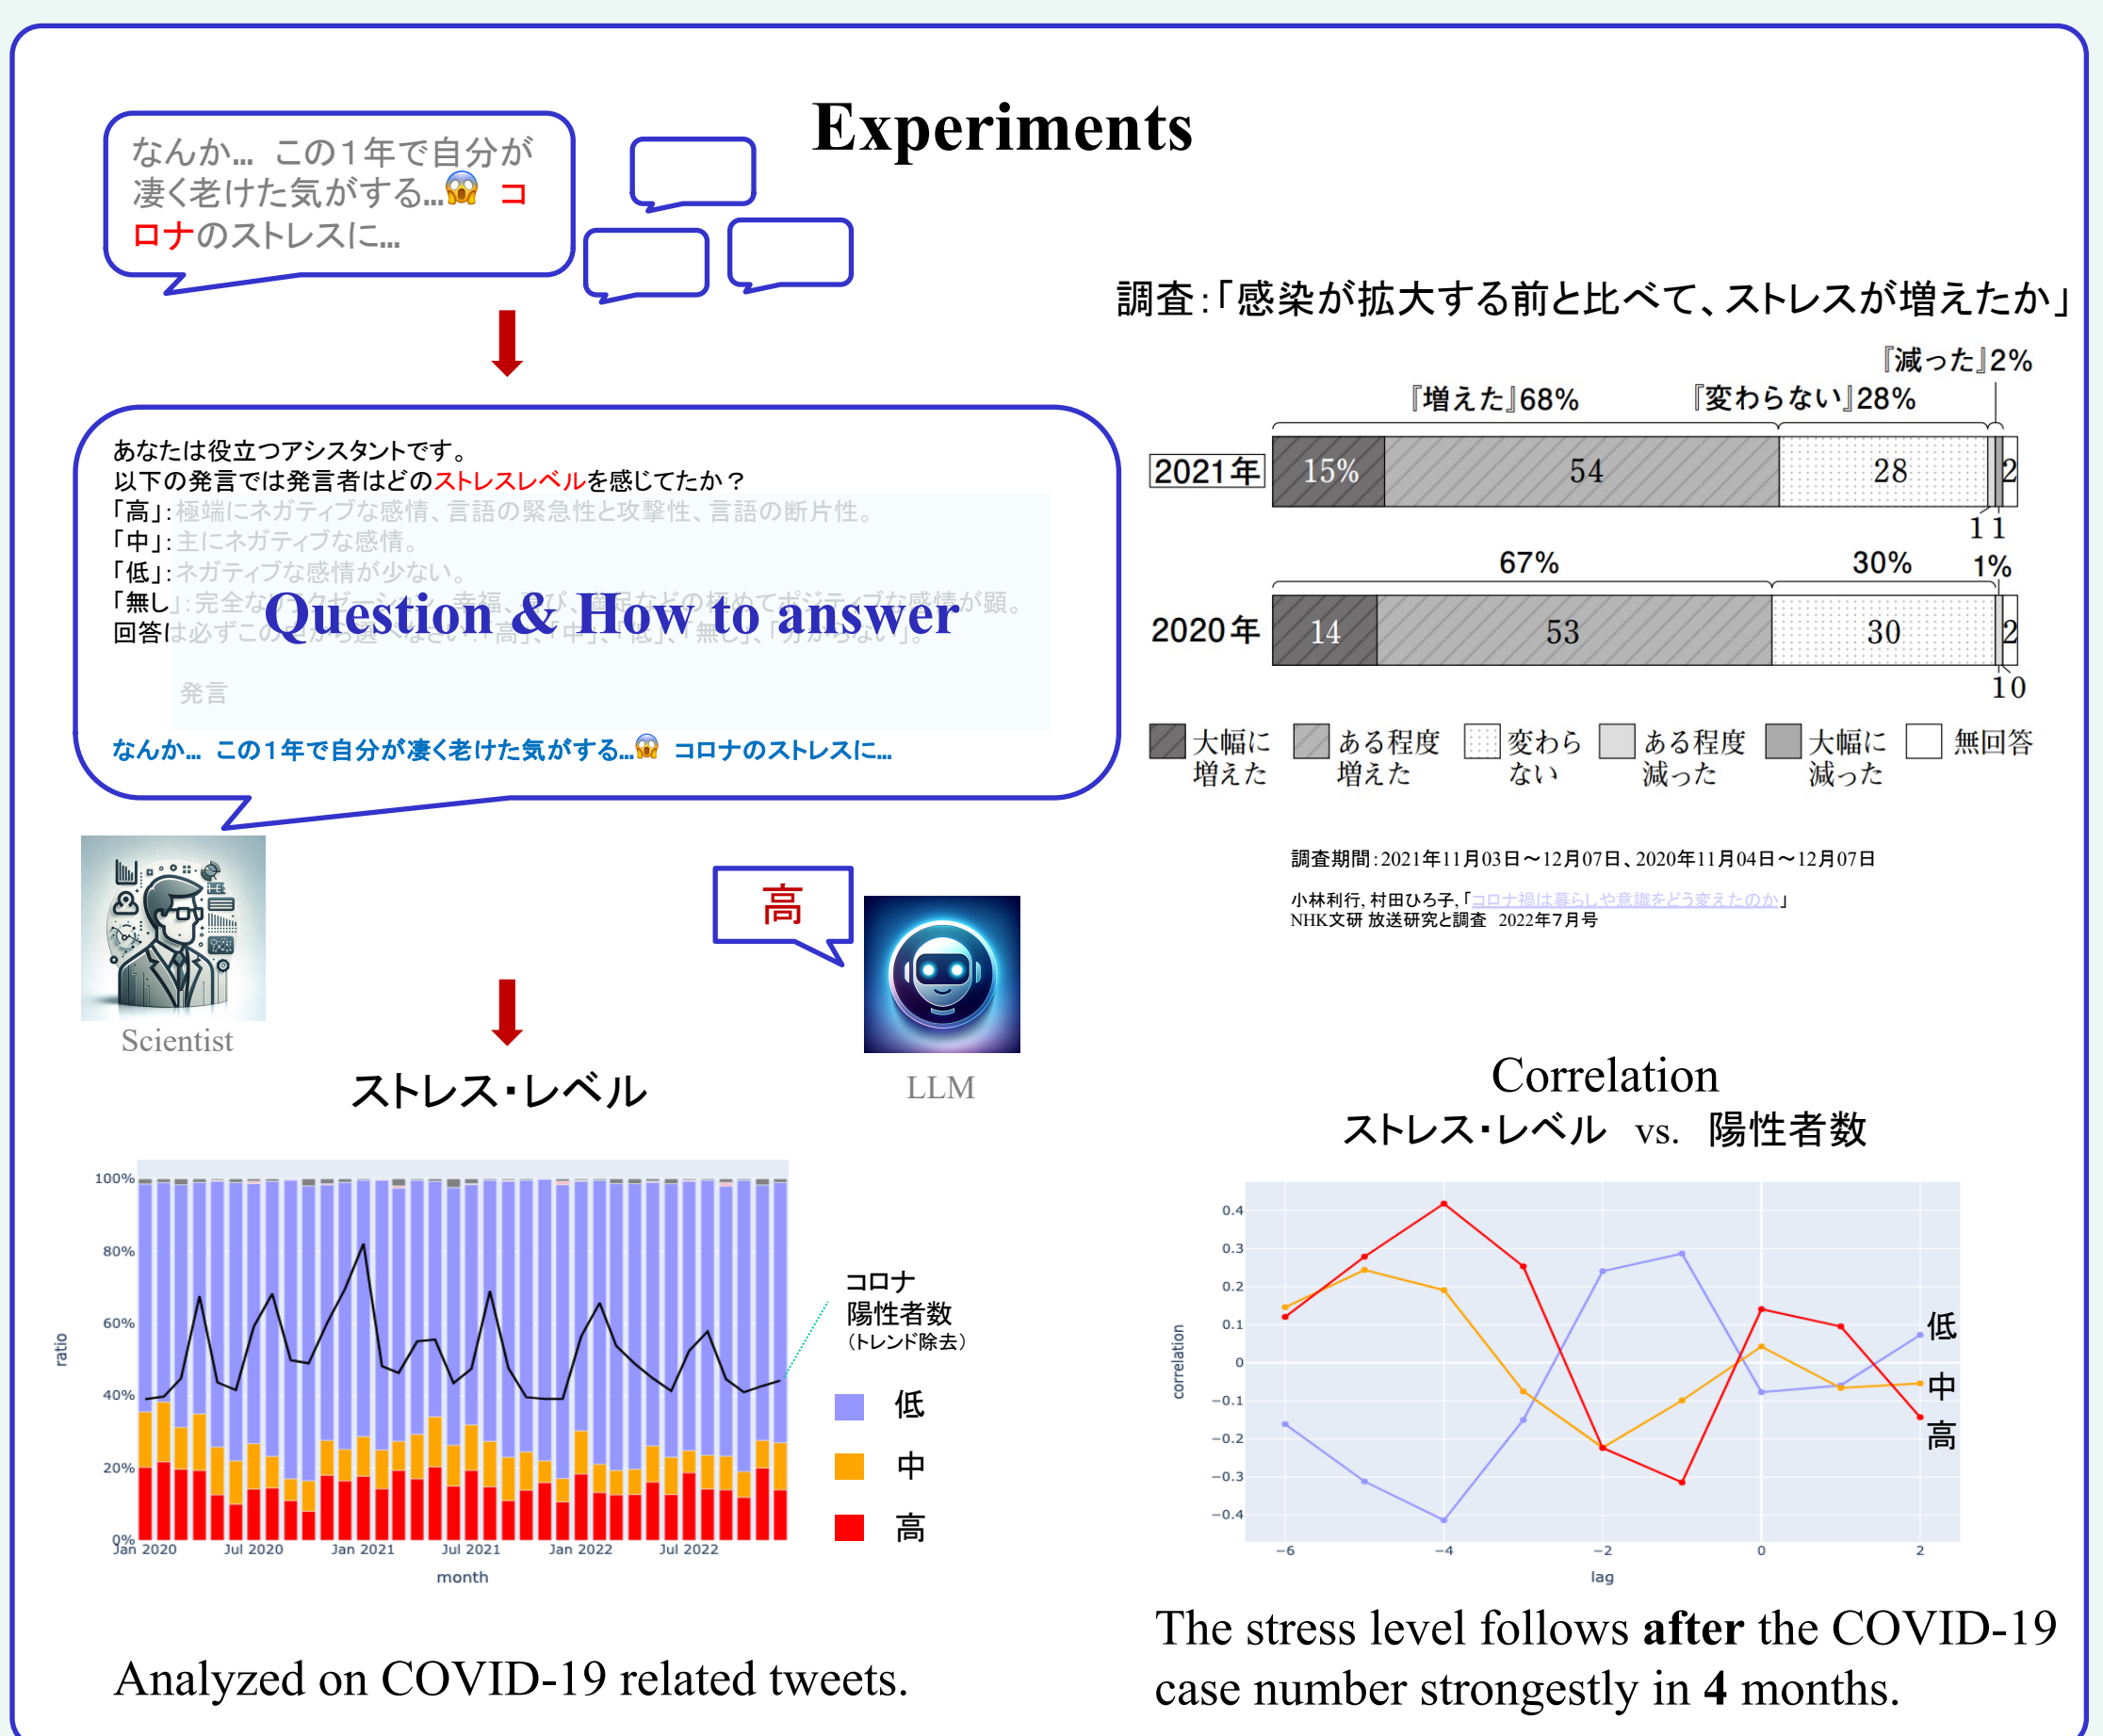 Experiments
なんか... この１年で自分が
凄く老けた気がする...😱 コ
ロナのストレスに...
あなたは役立つアシスタントです。
以下の発言では発言者はどのストレスレベルを感じてたか？
「高」：極端にネガティブな感情、言語の緊急性と攻撃性、言語の断片性。
「中」：主にネガティブな感情。
「低」：ネガティブな感情が少ない。
「無し」：完全な
が顕。
回答は必ずこの
Question & How to answer
発言
なんか... この１年で自分が凄く老けた気がする...😱 コロナのストレスに...
Scientist
高
LLM
ストレス・レベル
100%
80%
60%
40%
20%
0%
ratio
Jan 2020
Jul 2020
Jan 2021
Jul 2021
Jan 2022
Jul 2022
month
コロナ
陽性者数
（トレンド除去）
低
中
高
Analyzed on COVID-19 related tweets.
調査：「感染が拡大する前と比べて、ストレスが増えたか」
『減った』2%
『増えた』68%
『変わらない』28%
2021年
15%
54
28
2
1 1
67%
30%
1%
2020年
14
53
30
2
1 0
大幅に
増えた
ある程度
増えた
変わら
ない
ある程度
減った
大幅に
減った
無回答
調査期間：2021年11月03日～12月07日、2020年11月04日～12月07日
小林利行, 村田ひろ子, 「コロナ禍は暮らしや意識をどう変えたのか」
NHK文研 放送研究と調査 2022年７月号
Correlation
ストレス・レベル vs. 陽性者数
0.4
0.3
0.2
0.1
0
−0.1
−0.2
−0.3
−0.4
correlation
低
中
高
−6
−4
−2
0
2
lag
The stress level follows after the COVID-19
case number strongestly in 4 months.